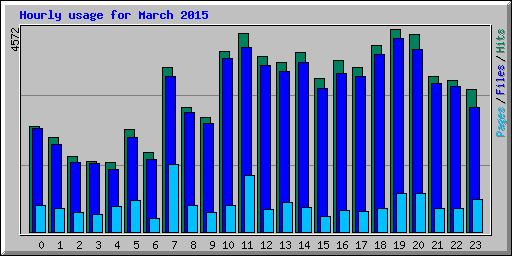 Hourly usage for March 2015
4572
Pages/Files/Hits
0 1 2 3 4 5 6 7 8 9 10 11 12 13 14 15 16 17 18 19 20 21 22 23